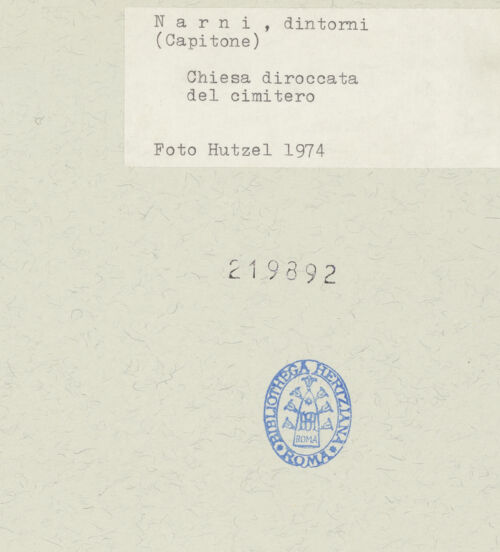 N a r n i , dintorni
(Capitone)
Chiesa diroccata
del cimitero
Foto Hutzel 1974
219892
BIBLIOTHECA HERTZIANA
ROMA
ROMA